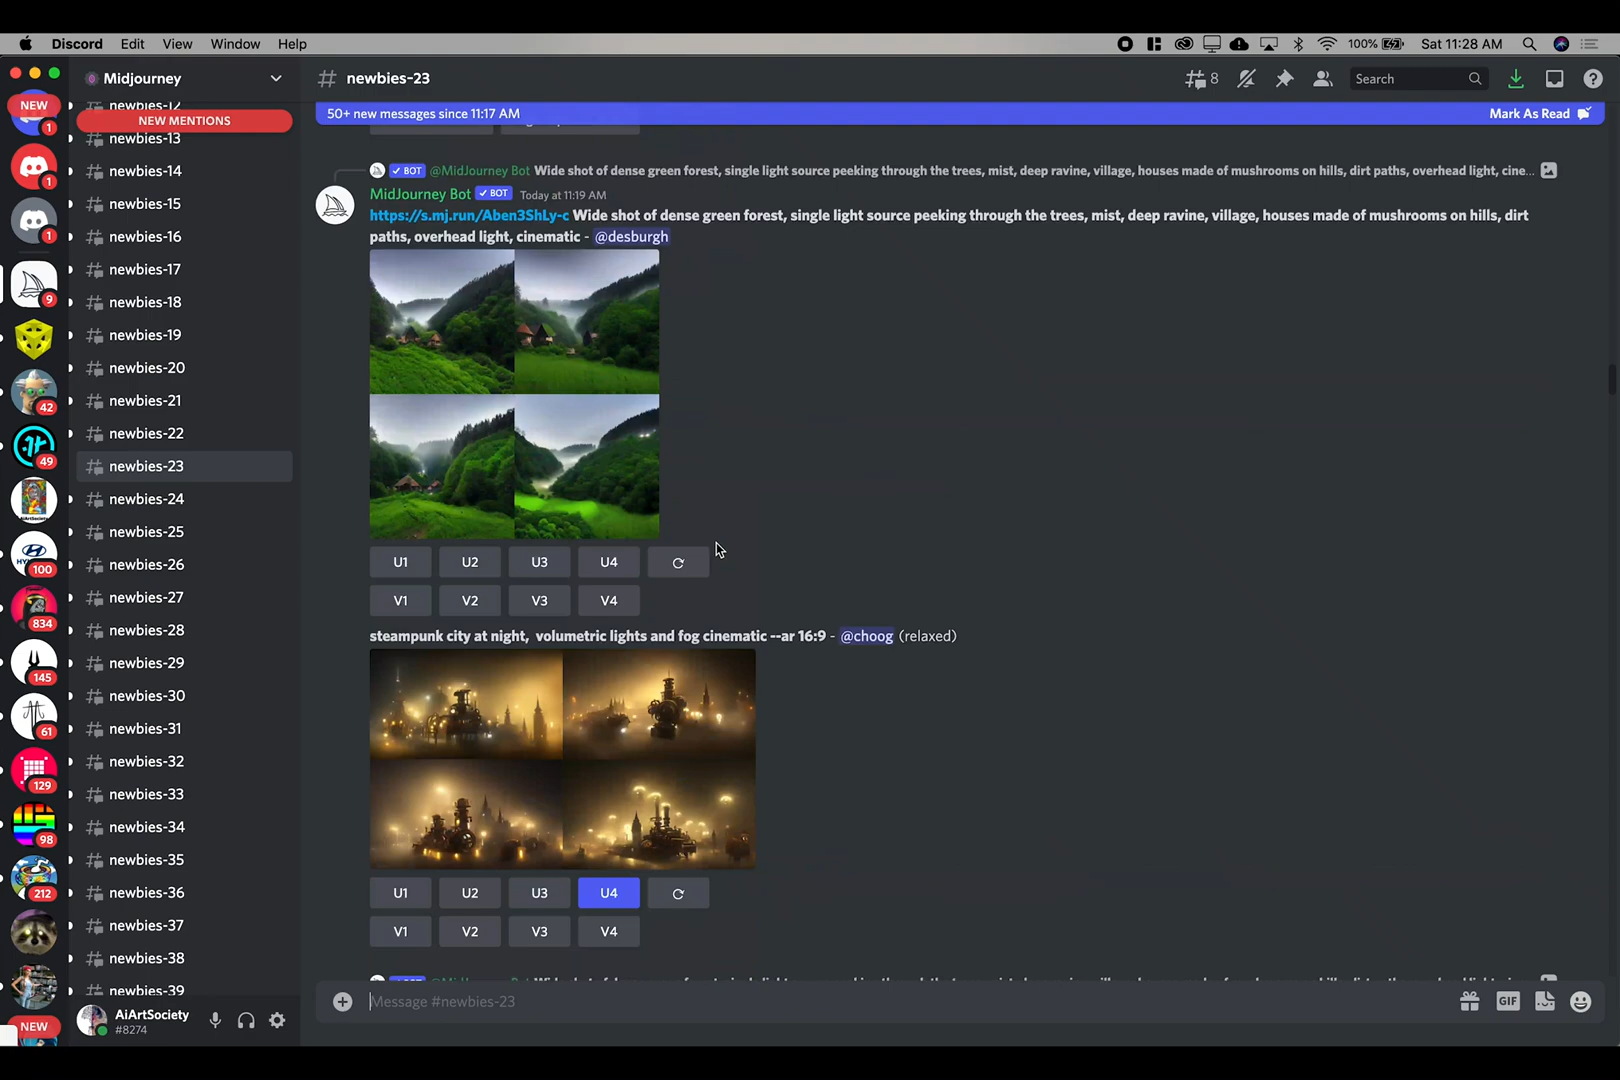 Discord Edit View Window Help 100% Sat 11:28 AM
Midjourney
# newbies-23
8
Search
NEW
50+ new messages since 11:17 AM
Mark As Read
newbies-12
NEW MENTIONS
newbies-13
newbies-14
newbies-15
newbies-16
newbies-17
newbies-18
newbies-19
newbies-20
newbies-21
newbies-22
newbies-23
newbies-24
newbies-25
newbies-26
newbies-27
newbies-28
newbies-29
newbies-30
newbies-31
newbies-32
newbies-33
newbies-34
newbies-35
newbies-36
newbies-37
newbies-38
newbies-39
1
1
1
9
42
49
AiArtSociety
100
834
145
61
129
98
212
NEW
AiArtSociety
#8274
BOT @MidJourney Bot Wide shot of dense green forest, single light source peeking through the trees, mist, deep ravine, village, houses made of mushrooms on hills, dirt paths, overhead light, cine...
MidJourney Bot BOT Today at 11:19 AM
https://s.mj.run/Aben3ShLy-c Wide shot of dense green forest, single light source peeking through the trees, mist, deep ravine, village, houses made of mushrooms on hills, dirt
paths, overhead light, cinematic - @desburgh
U1 U2 U3 U4
V1 V2 V3 V4
steampunk city at night, volumetric lights and fog cinematic --ar 16:9 - @choog (relaxed)
U1 U2 U3 U4
V1 V2 V3 V4
Message #newbies-23
GIF